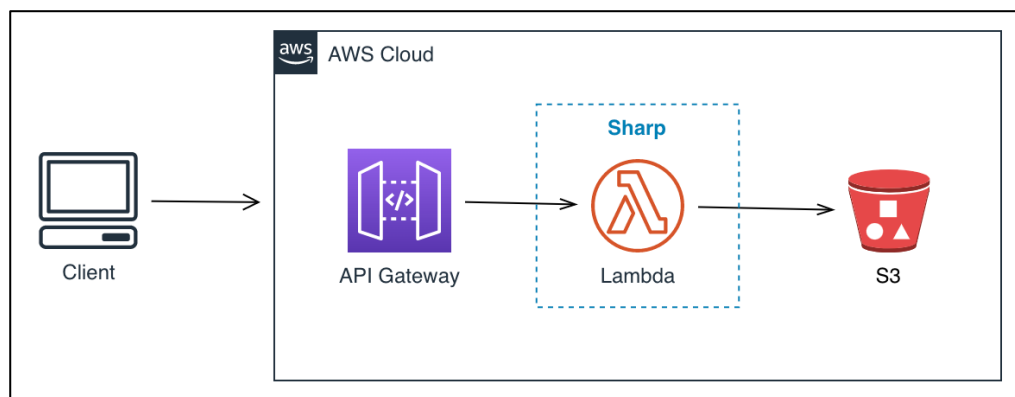 aws
AWS Cloud
Sharp
</>
Client
API Gateway
Lambda
S3